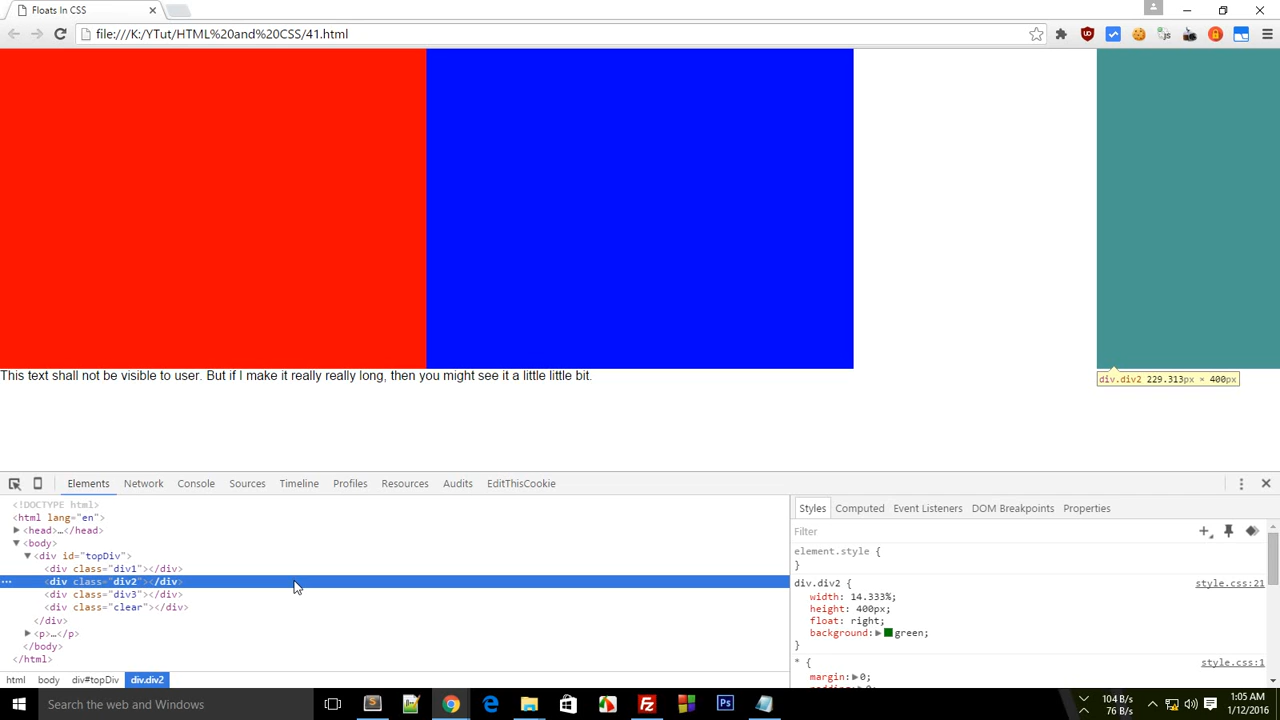 Floats In CSS
file:///K:/YTut/HTML%20and%20CSS/41.html
This text shall not be visible to user. But if I make it really really long, then you might see it a little little bit.
div.div2 229.313px × 400px
Elements Network Console Sources Timeline Profiles Resources Audits EditThisCookie
<!DOCTYPE html>
<html lang="en">
<head>…</head>
<body>
<div id="topDiv">
<div class="div1"></div>
<div class="div2"></div>
<div class="div3"></div>
<div class="clear"></div>
</div>
<p>…</p>
</body>
</html>
html body div#topDiv div.div2
Styles Computed Event Listeners DOM Breakpoints Properties
Filter
element.style {
}
div.div2 { style.css:21
width: 14.333%;
height: 400px;
float: right;
background: green;
}
* { style.css:1
margin: 0;
Search the web and Windows
Ps
Fz
104 B/s
76 B/s
1:05 AM
1/12/2016